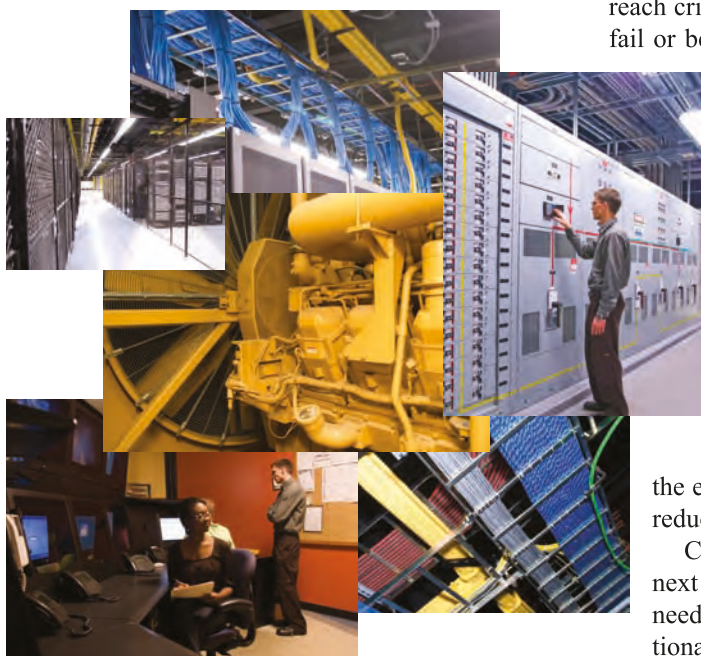 reach cri
fail or be
the e
reduc
C
next
need
tiona